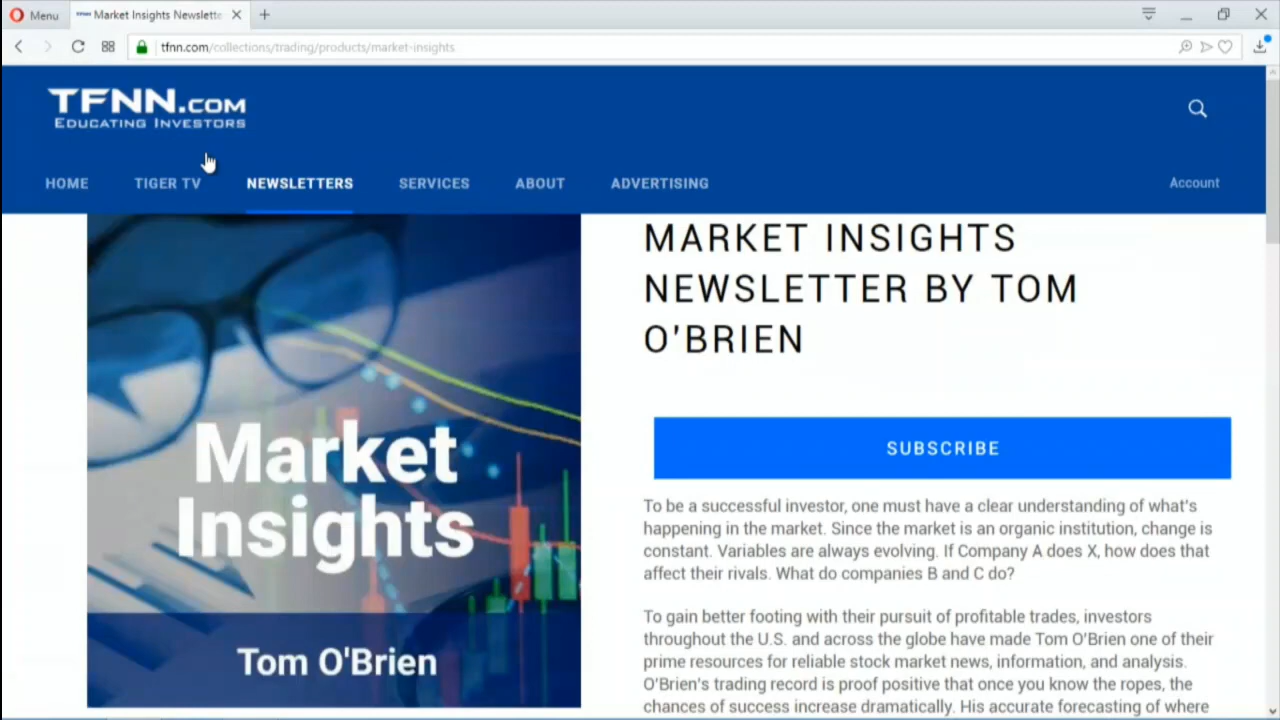 Menu
Market Insights Newslette
tfnn.com/collections/trading/products/market-insights
TFNN.COM
EDUCATING INVESTORS
HOME
TIGER TV
NEWSLETTERS
SERVICES
ABOUT
ADVERTISING
Account
Market
Insights
Tom O'Brien
MARKET INSIGHTS
NEWSLETTER BY TOM
O'BRIEN
SUBSCRIBE
To be a successful investor, one must have a clear understanding of what's
happening in the market. Since the market is an organic institution, change is
constant. Variables are always evolving. If Company A does X, how does that
affect their rivals. What do companies B and C do?
To gain better footing with their pursuit of profitable trades, investors
throughout the U.S. and across the globe have made Tom O'Brien one of their
prime resources for reliable stock market news, information, and analysis.
O'Brien's trading record is proof positive that once you know the ropes, the
chances of success increase dramatically. His accurate forecasting of where